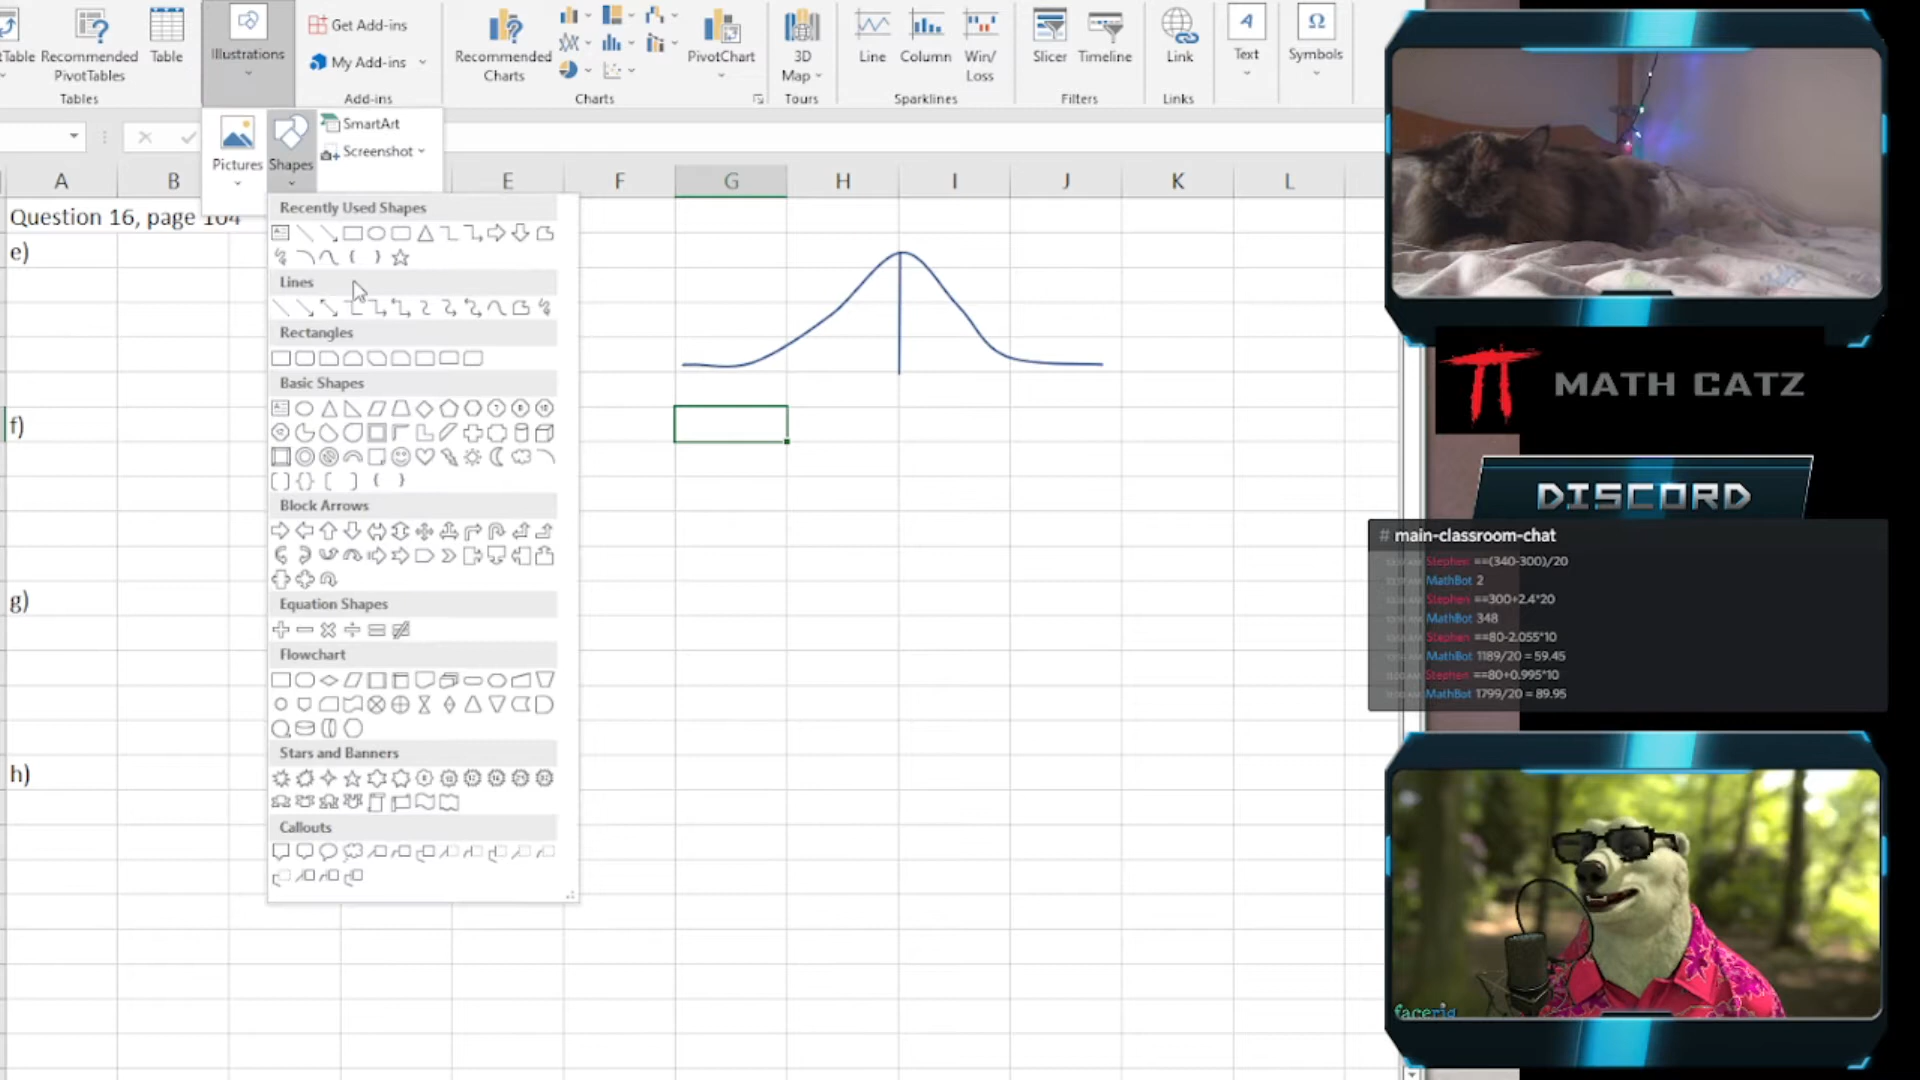 Table
Recommended
PivotTables
Table
Tables
Illustrations
Get Add-ins
My Add-ins
Add-ins
Recommended
Charts
Charts
PivotChart
3D
Map
Tours
Line
Column
Win/
Loss
Sparklines
Slicer
Timeline
Filters
Link
Links
Text
Symbols
Pictures
Shapes
SmartArt
Screenshot
A B E F G H I J K L
Question 16, page 104
e)
f)
g)
h)
Recently Used Shapes
Lines
Rectangles
Basic Shapes
Block Arrows
Equation Shapes
Flowchart
Stars and Banners
Callouts
MATH CATZ
DISCORD
# main-classroom-chat
Stephen ==(340-300)/20
MathBot 2
Stephen ==300+2.4*20
MathBot 348
Stephen ==80-2.055*10
MathBot 1189/20 = 59.45
Stephen ==80+0.995*10
MathBot 1799/20 = 89.95
facerig